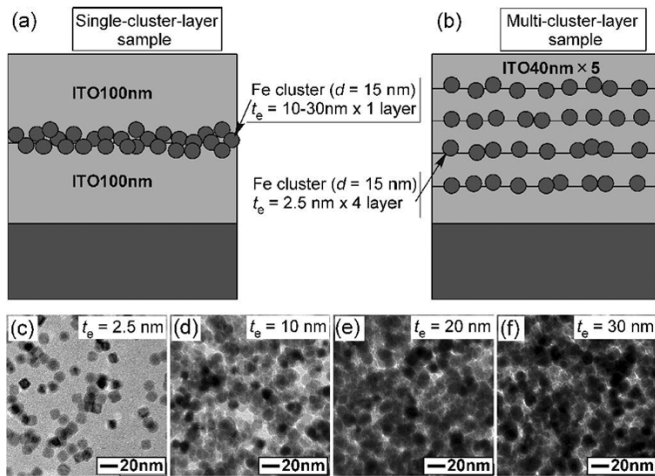 (a)
Single-cluster-layer
sample
ITO100nm
ITO100nm
Fe cluster (d = 15 nm)
te = 10-30nm x 1 layer
Fe cluster (d = 15 nm)
te = 2.5 nm x 4 layer
(b)
Multi-cluster-layer
sample
ITO40nm × 5
(c)
te = 2.5 nm
20nm
(d)
te = 10 nm
20nm
(e)
te = 20 nm
20nm
(f)
te = 30 nm
20nm